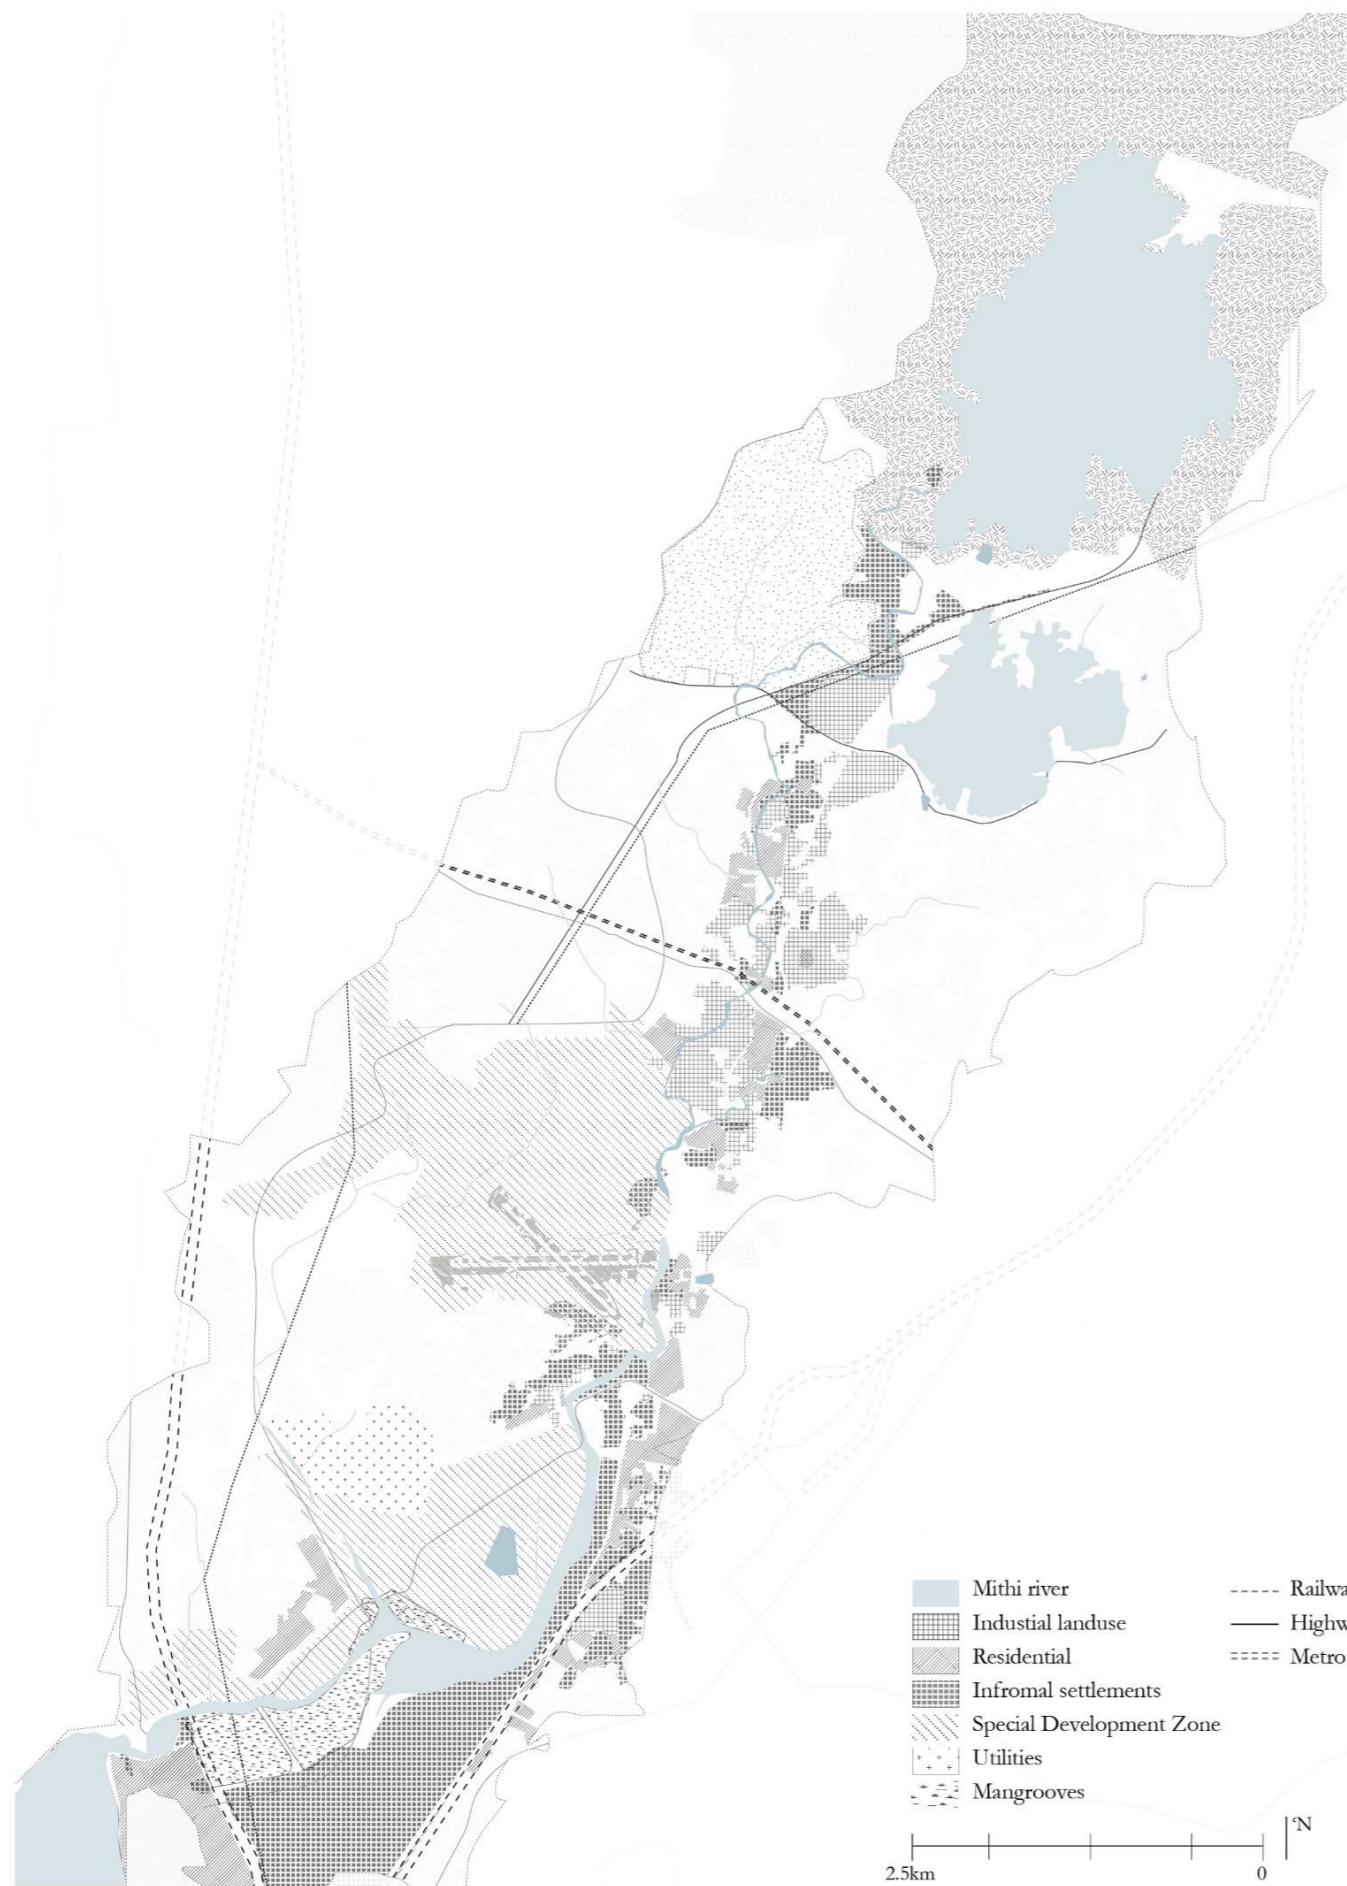 Mithi river
Industial landuse
Residential
Infromal settlements
Special Development Zone
Utilities
Mangrooves
Railwa
Highw
Metro
2.5km 0
'N